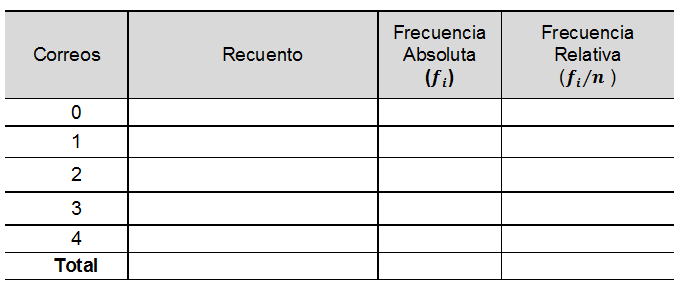 Correos
Recuento
Frecuencia
Absoluta
(𝒇𝒊)
Frecuencia
Relativa
(𝒇𝒊/𝒏 )
0
1
2
3
4
Total